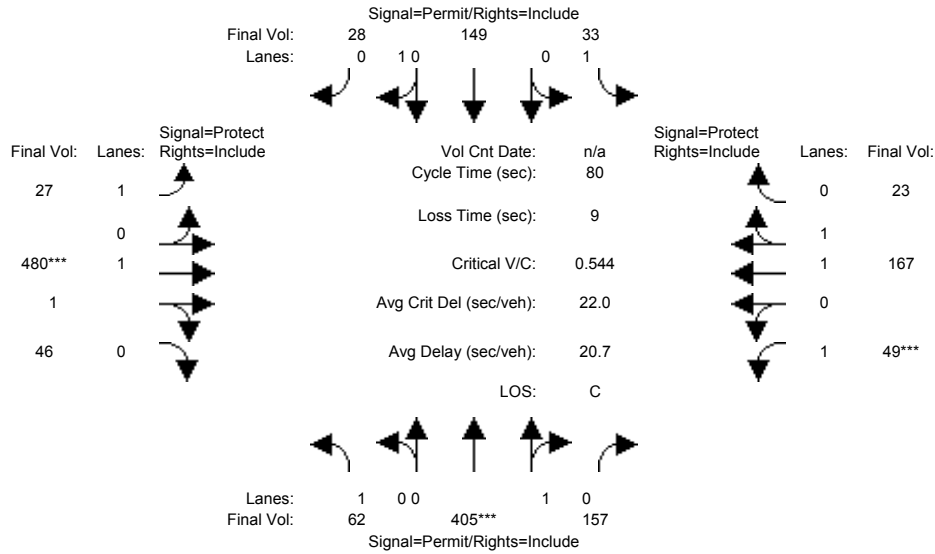 Signal=Permit/Rights=Include
Final Vol: 28 149 33
Lanes: 0 1 0 0 1
Signal=Protect
Final Vol: Lanes: Rights=Include
Vol Cnt Date: n/a
Signal=Protect
Rights=Include Lanes: Final Vol:
Cycle Time (sec): 80
27 1
0 23
Loss Time (sec): 9
0
1
480*** 1
Critical V/C: 0.544
1 167
1
Avg Crit Del (sec/veh): 22.0
0
46 0
Avg Delay (sec/veh): 20.7
1 49***
LOS: C
Lanes: 1 0 0 1 0
Final Vol: 62 405*** 157
Signal=Permit/Rights=Include